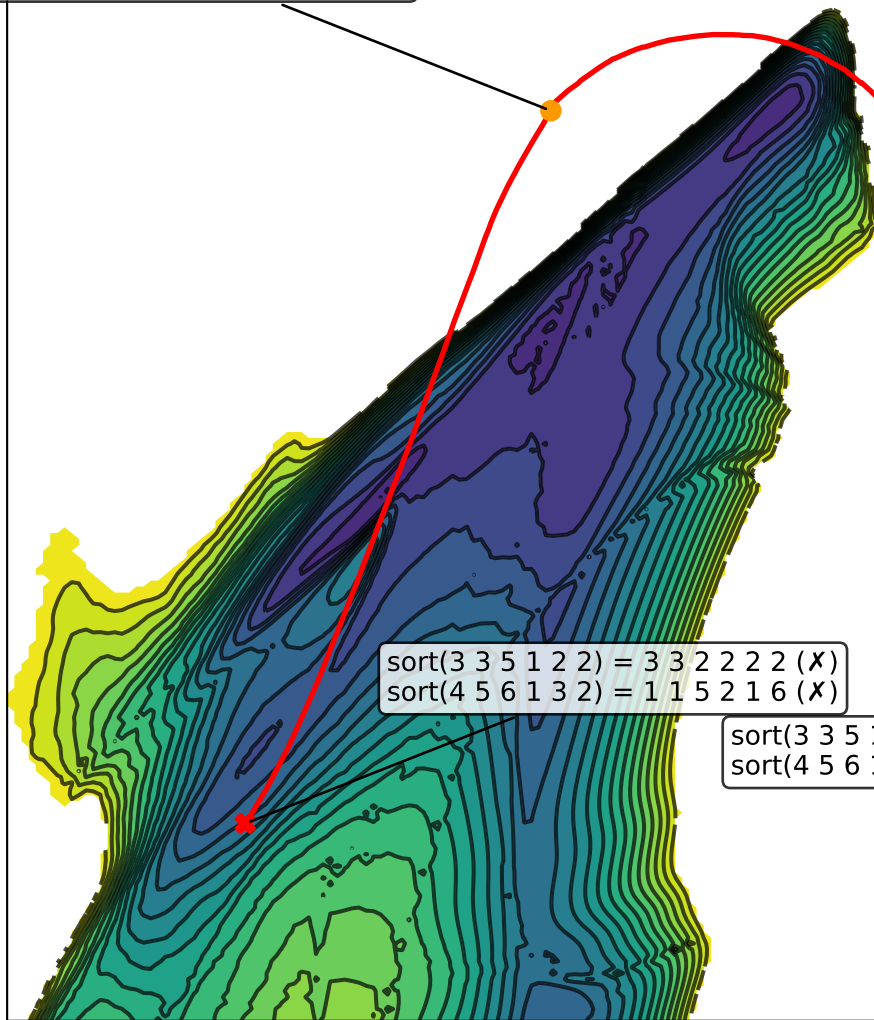 sort(3 3 5 1 2 2) = 3 3 2 2 2 2 (✗)
sort(4 5 6 1 3 2) = 1 1 5 2 1 6 (✗)
sort(3 3 5
sort(4 5 6